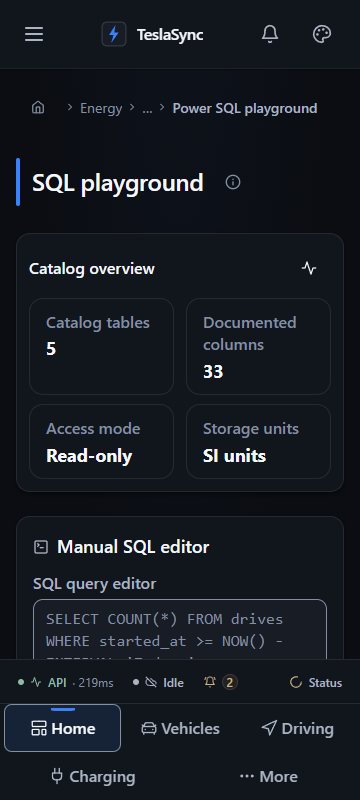 TeslaSync
Energy
...
Power SQL playground
SQL playground
Catalog overview
Catalog tables
5
Documented
columns
33
Access mode
Read-only
Storage units
SI units
Manual SQL editor
SQL query editor
SELECT COUNT(*) FROM drives
WHERE started_at >= NOW() -
API · 219ms
Idle
2
Status
Home
Vehicles
Driving
Charging
More